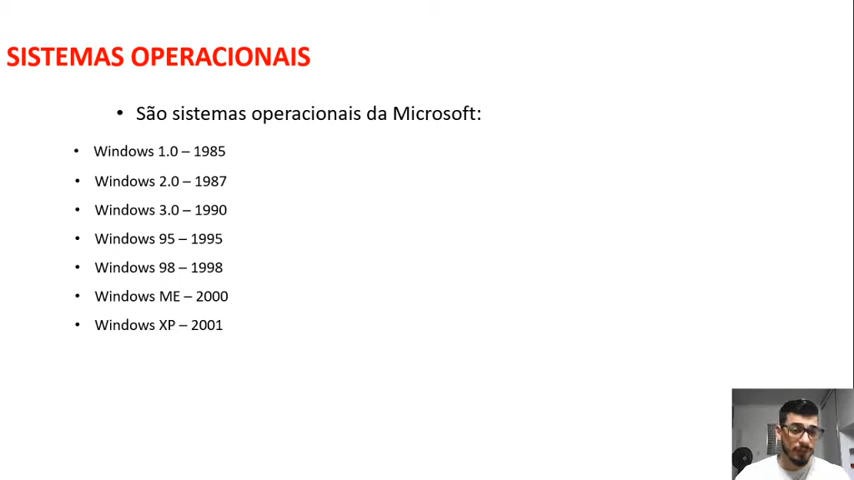 SISTEMAS OPERACIONAIS
• São sistemas operacionais da Microsoft:
• Windows 1.0 – 1985
• Windows 2.0 – 1987
• Windows 3.0 – 1990
• Windows 95 – 1995
• Windows 98 – 1998
• Windows ME – 2000
• Windows XP – 2001